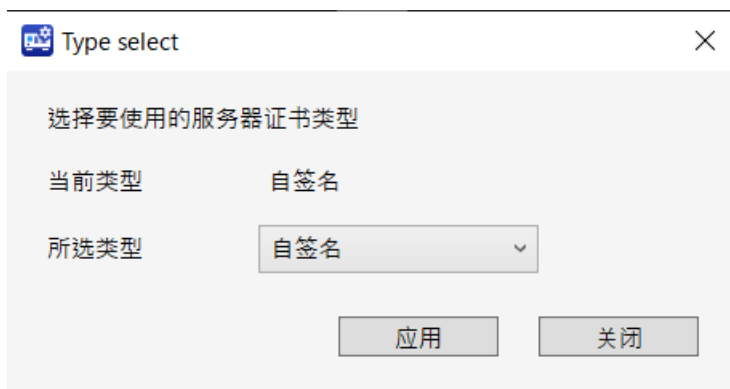 Type select
选择要使用的服务器证书类型
当前类型 自签名
所选类型 自签名
应用 关闭